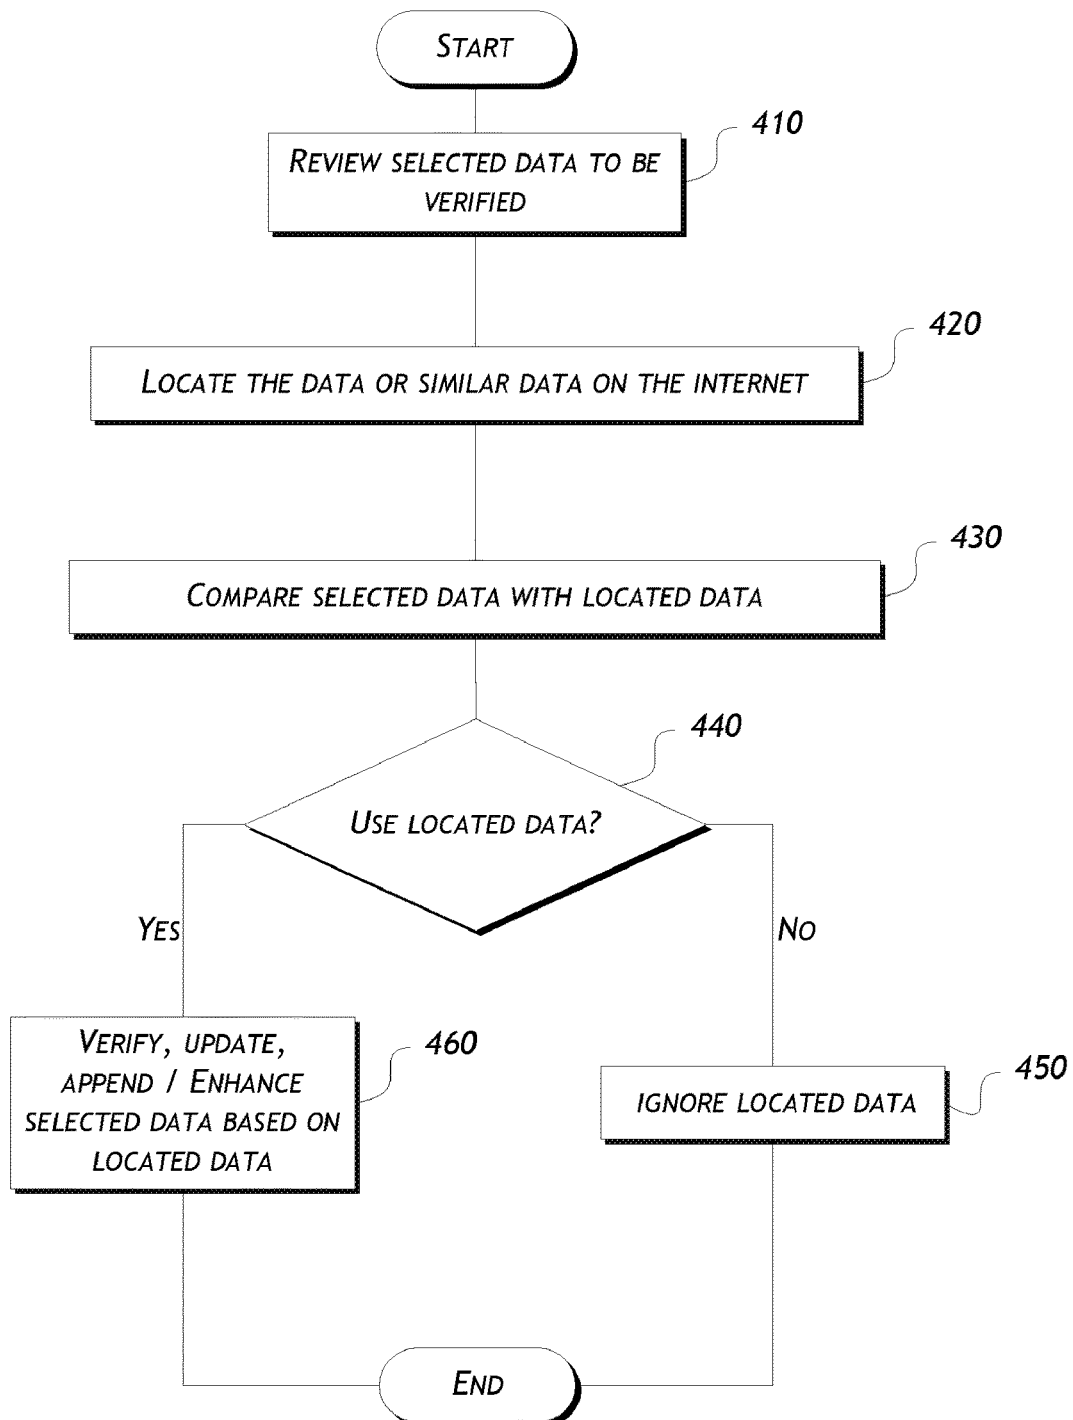 START
410
REVIEW SELECTED DATA TO BE
VERIFIED
420
LOCATE THE DATA OR SIMILAR DATA ON THE INTERNET
430
COMPARE SELECTED DATA WITH LOCATED DATA
440
USE LOCATED DATA?
YES
NO
VERIFY, UPDATE,
APPEND / ENHANCE
SELECTED DATA BASED ON
LOCATED DATA
460
450
IGNORE LOCATED DATA
END